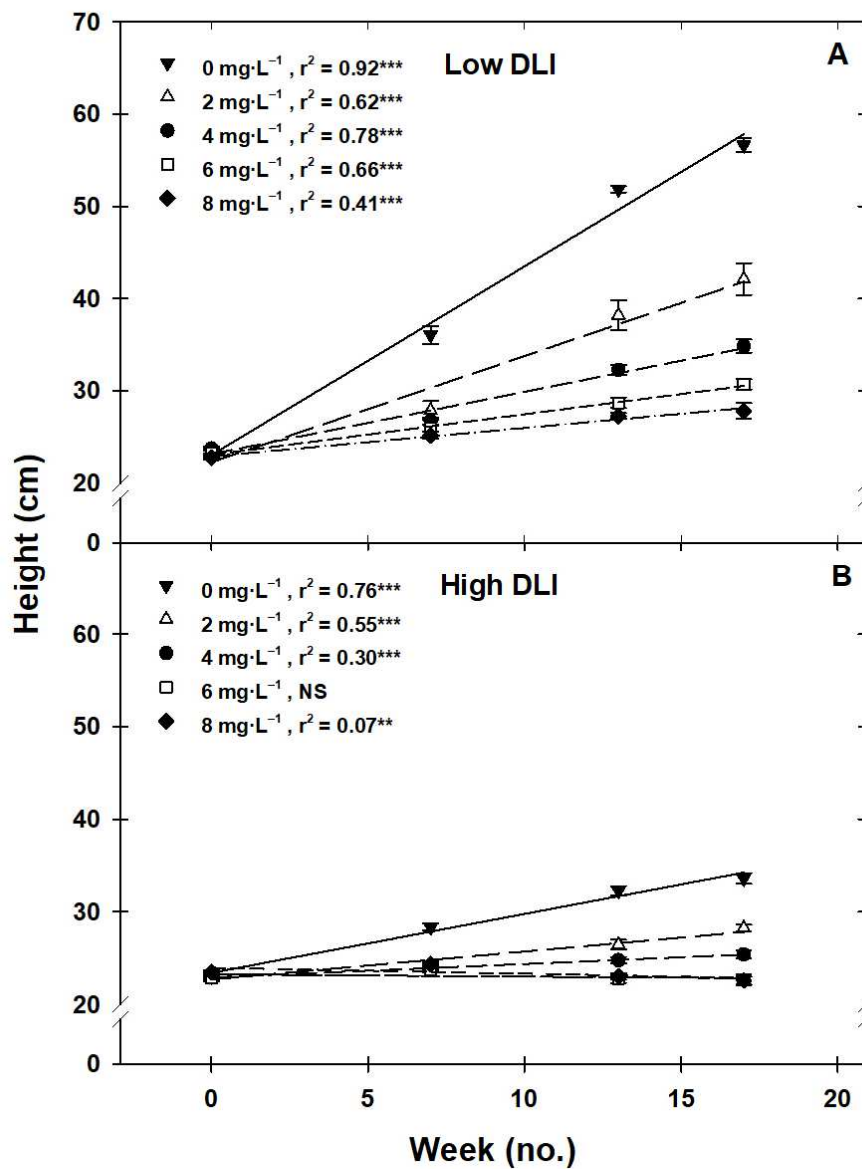 70
A
Low DLI
0 mg·L⁻¹ , r² = 0.92***
2 mg·L⁻¹ , r² = 0.62***
4 mg·L⁻¹ , r² = 0.78***
6 mg·L⁻¹ , r² = 0.66***
8 mg·L⁻¹ , r² = 0.41***
60
50
40
30
20
0
Height (cm)
B
High DLI
0 mg·L⁻¹ , r² = 0.76***
2 mg·L⁻¹ , r² = 0.55***
4 mg·L⁻¹ , r² = 0.30***
6 mg·L⁻¹ , NS
8 mg·L⁻¹ , r² = 0.07**
60
50
40
30
20
0
0 5 10 15 20
Week (no.)